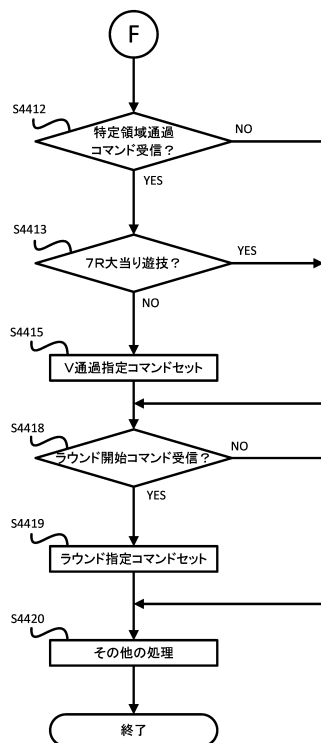 F
S4412
特定領域通過
コマンド受信？
NO
YES
S4413
7R大当り遊技？
YES
NO
S4415
V通過指定コマンドセット
S4418
ラウンド開始コマンド受信？
NO
YES
S4419
ラウンド指定コマンドセット
S4420
その他の処理
終了